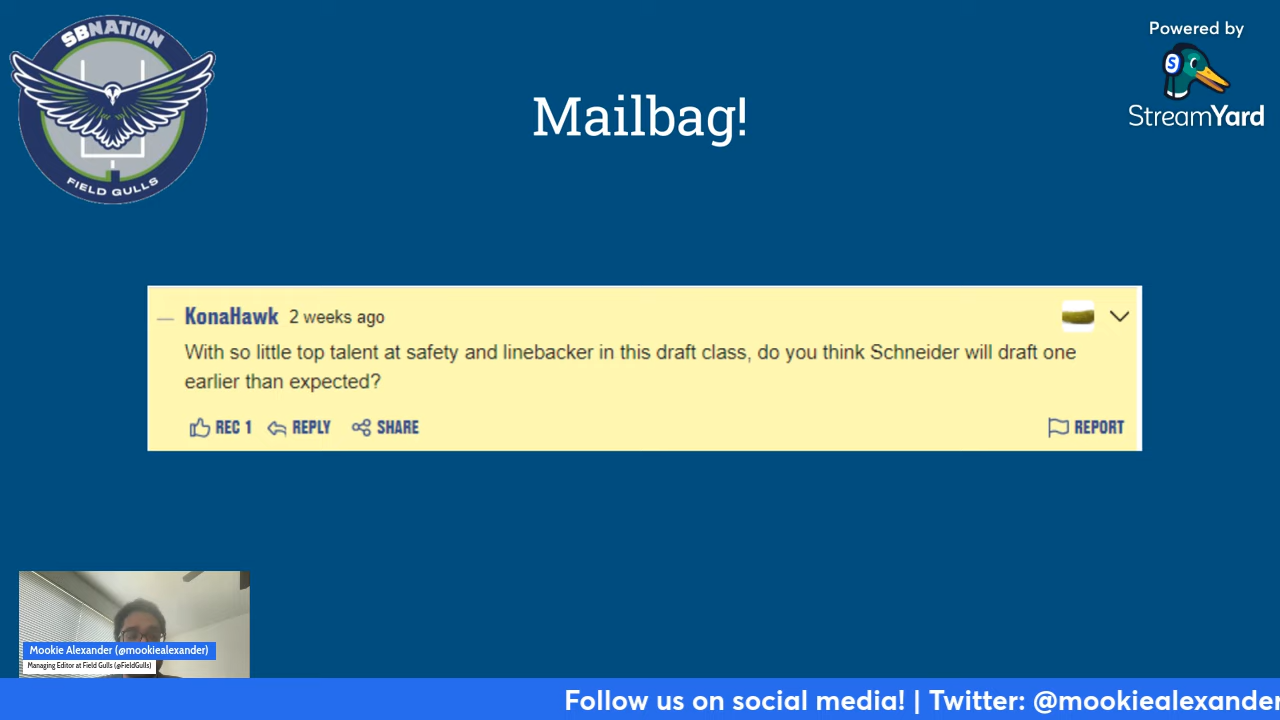 SBNATION
FIELD GULLS
Powered by
StreamYard
Mailbag!
KonaHawk 2 weeks ago
With so little top talent at safety and linebacker in this draft class, do you think Schneider will draft one
earlier than expected?
REC 1 REPLY SHARE REPORT
Mookie Alexander (@mookiealexander)
Managing Editor at Field Gulls (@FieldGulls)
Follow us on social media! | Twitter: @mookiealexander